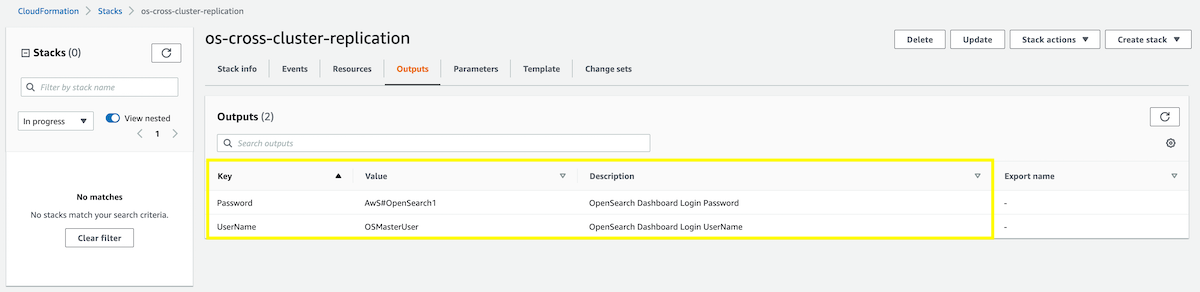 CloudFormation > Stacks > os-cross-cluster-replication
Stacks (0)
Filter by stack name
In progress View nested
1
No matches
No stacks match your search criteria.
Clear filter
os-cross-cluster-replication
Delete Update Stack actions Create stack
Stack info Events Resources Outputs Parameters Template Change sets
Outputs (2)
Search outputs
Key Value Description Export name
Password AwS#OpenSearch1 OpenSearch Dashboard Login Password -
UserName OSMasterUser OpenSearch Dashboard Login UserName -